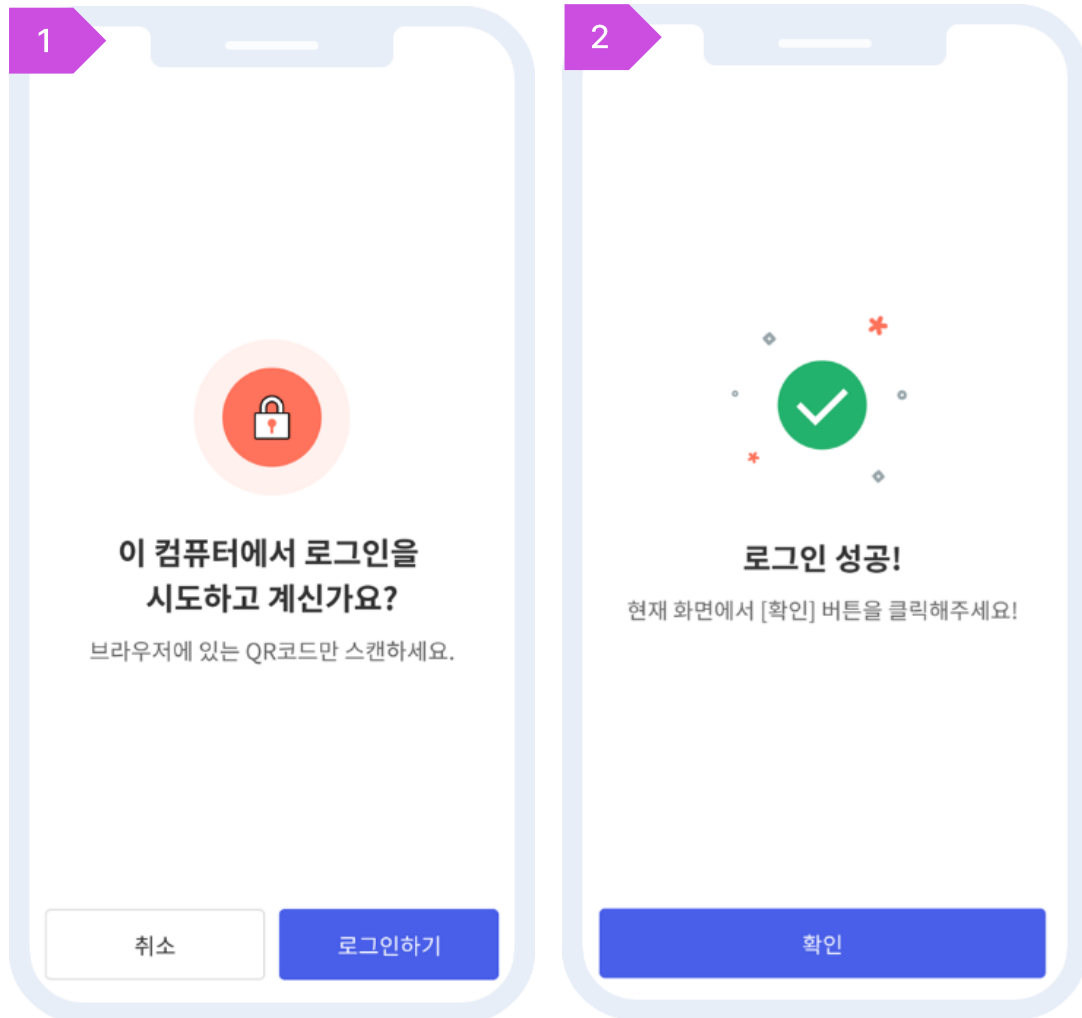 1
이 컴퓨터에서 로그인을
시도하고 계신가요?
브라우저에 있는 QR코드만 스캔하세요.
취소
로그인하기
2
로그인 성공!
현재 화면에서 [확인] 버튼을 클릭해주세요!
확인